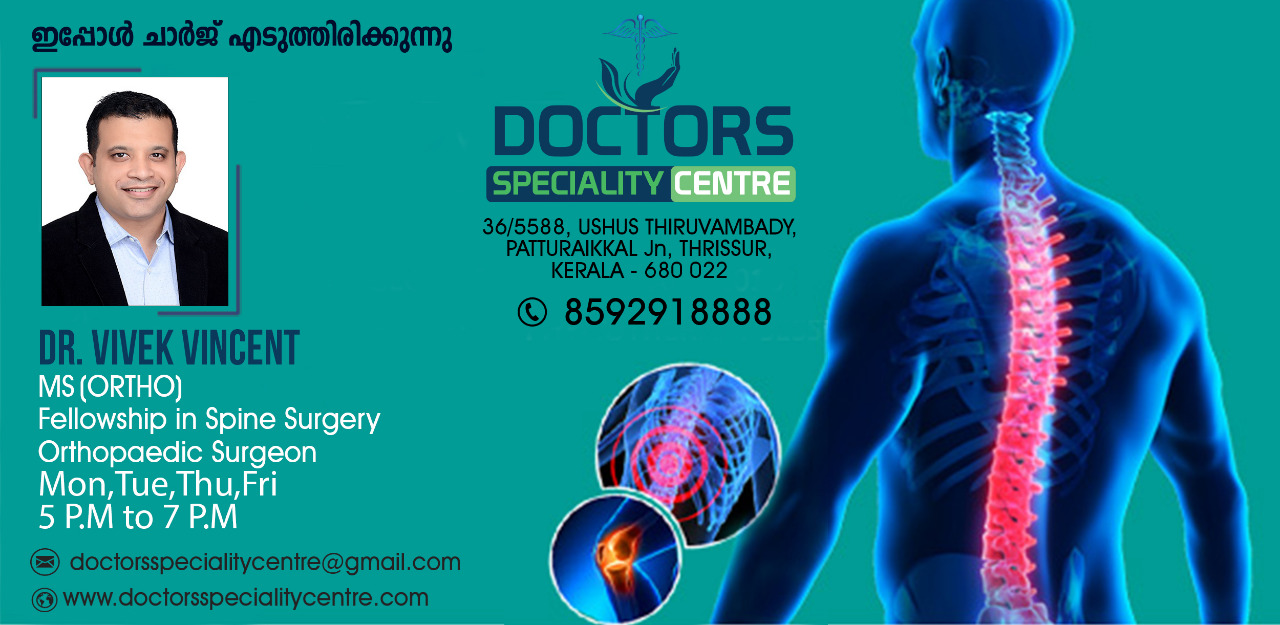 ഇപ്പോൾ ചാർജ് എടുത്തിരിക്കുന്നു
DR. VIVEK VINCENT
MS (ORTHO)
Fellowship in Spine Surgery
Orthopaedic Surgeon
Mon,Tue,Thu,Fri
5 P.M to 7 P.M
doctorsspecialitycentre@gmail.com
www.doctorsspecialitycentre.com
DOCTORS
SPECIALITY CENTRE
36/5588, USHUS THIRUVAMBADY,
PATTURAIKKAL Jn, THRISSUR,
KERALA - 680 022
8592918888